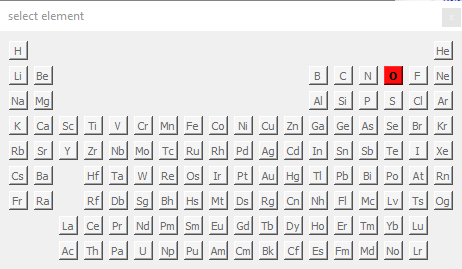 select element
x
H He
Li Be B C N O F Ne
Na Mg Al Si P S Cl Ar
K Ca Sc Ti V Cr Mn Fe Co Ni Cu Zn Ga Ge As Se Br Kr
Rb Sr Y Zr Nb Mo Tc Ru Rh Pd Ag Cd In Sn Sb Te I Xe
Cs Ba Hf Ta W Re Os Ir Pt Au Hg Tl Pb Bi Po At Rn
Fr Ra Rf Db Sg Bh Hs Mt Ds Rg Cn Nh Fl Mc Lv Ts Og
La Ce Pr Nd Pm Sm Eu Gd Tb Dy Ho Er Tm Yb Lu
Ac Th Pa U Np Pu Am Cm Bk Cf Es Fm Md No Lr